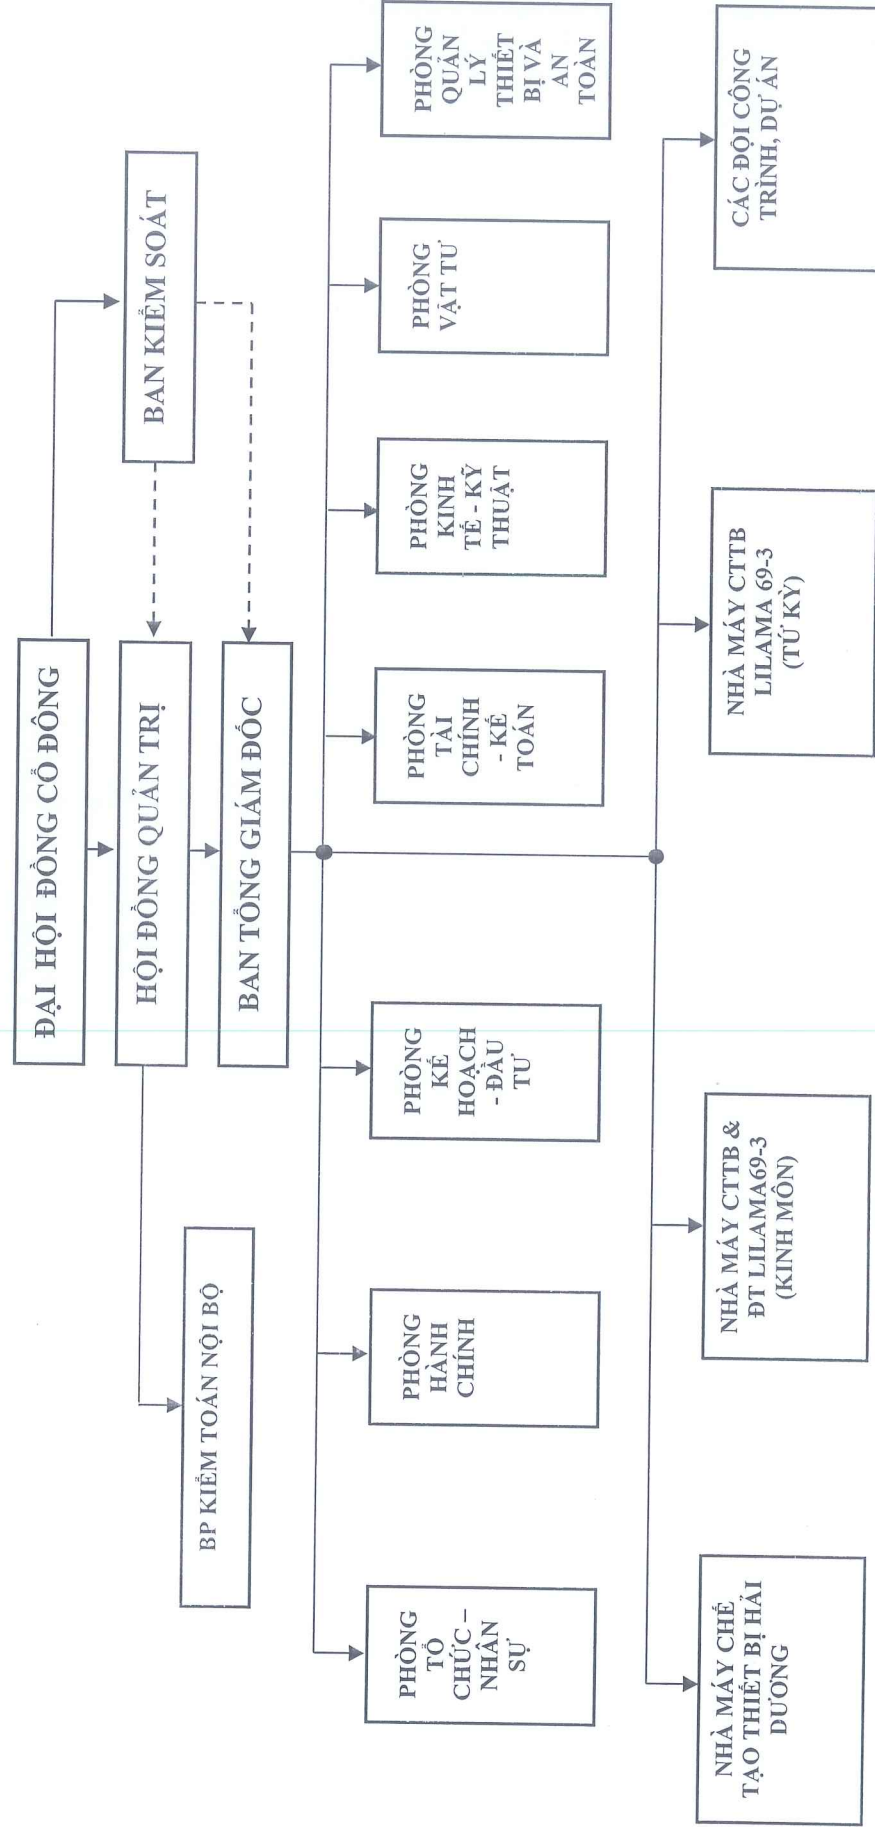 ĐẠI HỘI ĐỒNG CỔ ĐÔNG
BAN KIỂM SOÁT
HỘI ĐỒNG QUẢN TRỊ
BP KIỂM TOÁN NỘI BỘ
BAN TỔNG GIÁM ĐỐC
PHÒNG
TỔ
CHỨC –
NHÂN
SỰ
PHÒNG
HÀNH
CHÍNH
PHÒNG
KẾ
HOẠCH
- ĐẦU
TƯ
PHÒNG
TÀI
CHÍNH
- KẾ
TOÁN
PHÒNG
KINH
TẾ - KỸ
THUẬT
PHÒNG
VẬT TƯ
PHÒNG
QUẢN
LÝ
THIẾT
BỊ VÀ
AN
TOÀN
NHÀ MÁY CHẾ
TẠO THIẾT BỊ HẢI
DƯƠNG
NHÀ MÁY CTTB &
ĐT LILAMA69-3
(KINH MÔN)
NHÀ MÁY CTTB
LILAMA 69-3
(TỨ KỲ)
CÁC ĐỘI CÔNG
TRÌNH, DỰ ÁN